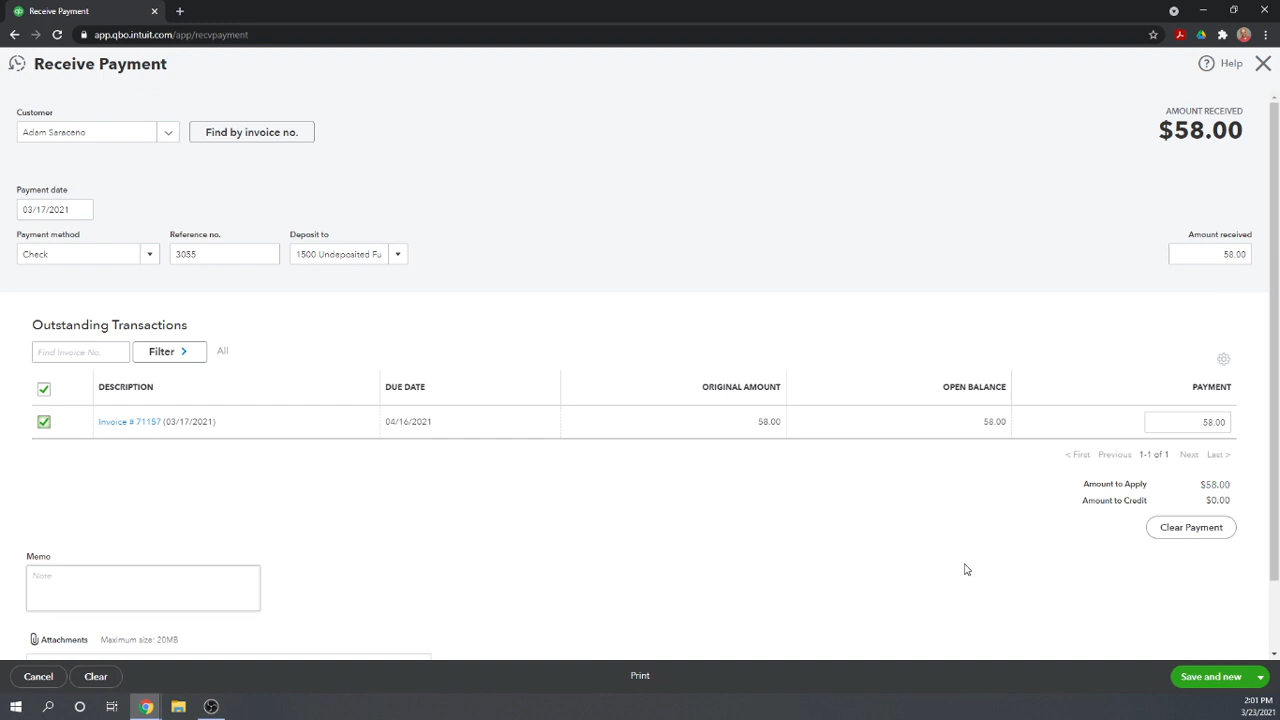 Receive Payment
app.qbo.intuit.com/app/recvpayment
Receive Payment
Help
Customer
AMOUNT RECEIVED
Adam Saraceno
Find by invoice no.
$58.00
Payment date
03/17/2021
Payment method
Reference no.
Deposit to
Amount received
Check
3055
1500 Undeposited Fu
58.00
Outstanding Transactions
Find Invoice No.
Filter >
All
DESCRIPTION
DUE DATE
ORIGINAL AMOUNT
OPEN BALANCE
PAYMENT
Invoice # 71157 (03/17/2021)
04/16/2021
58.00
58.00
58.00
< First
Previous
1-1 of 1
Next
Last >
Amount to Apply
$58.00
Amount to Credit
$0.00
Clear Payment
Memo
Note
Attachments
Maximum size: 20MB
Cancel
Clear
Print
Save and new
2:01 PM
3/23/2021